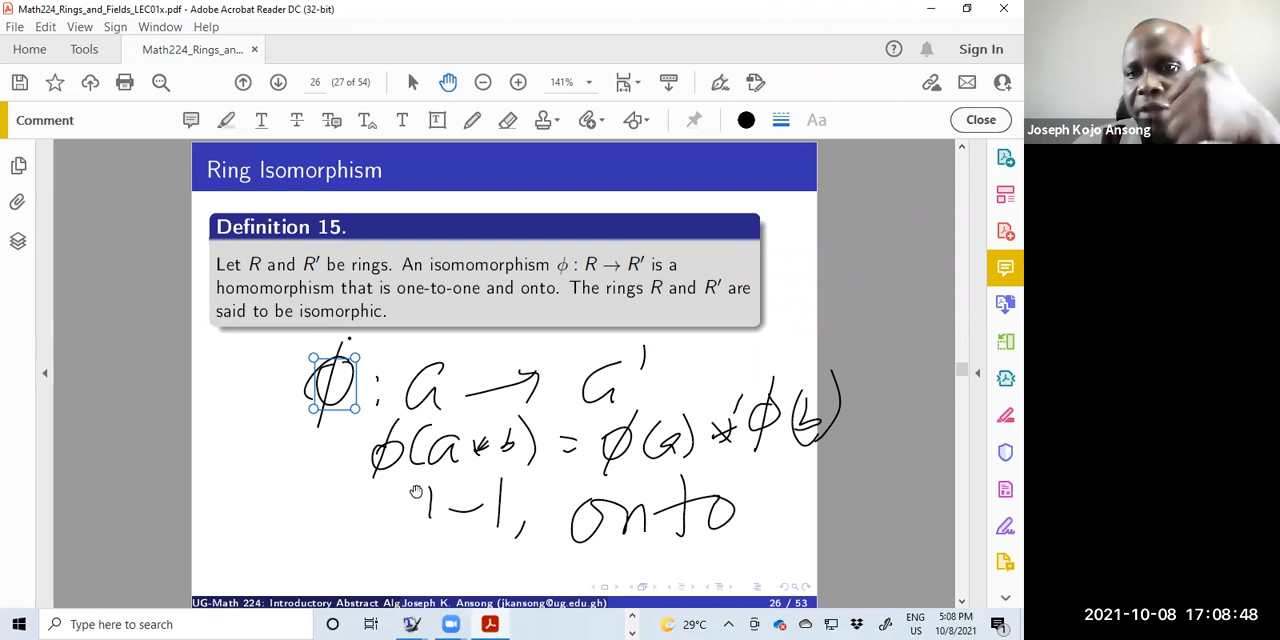 Math224_Rings_and_Fields_LEC01x.pdf - Adobe Acrobat Reader DC (32-bit)
File Edit View Sign Window Help
Home Tools Math224_Rings_an... × Sign In
26 (27 of 54) 141%
Comment Aa Close
Joseph Kojo Ansong
Ring Isomorphism
Definition 15.
Let R and R′ be rings. An isomomorphism ϕ : R → R′ is a
homomorphism that is one-to-one and onto. The rings R and R′ are
said to be isomorphic.
ϕ : G → G′
ϕ(a * b) = ϕ(a) *′ ϕ(b)
1-1, onto
UG-Math 224: Introductory Abstract Alg Joseph K. Ansong (jkansong@ug.edu.gh) 26 / 53
Type here to search 29°C ENG US 5:08 PM 10/8/2021 1
2021-10-08 17:08:48